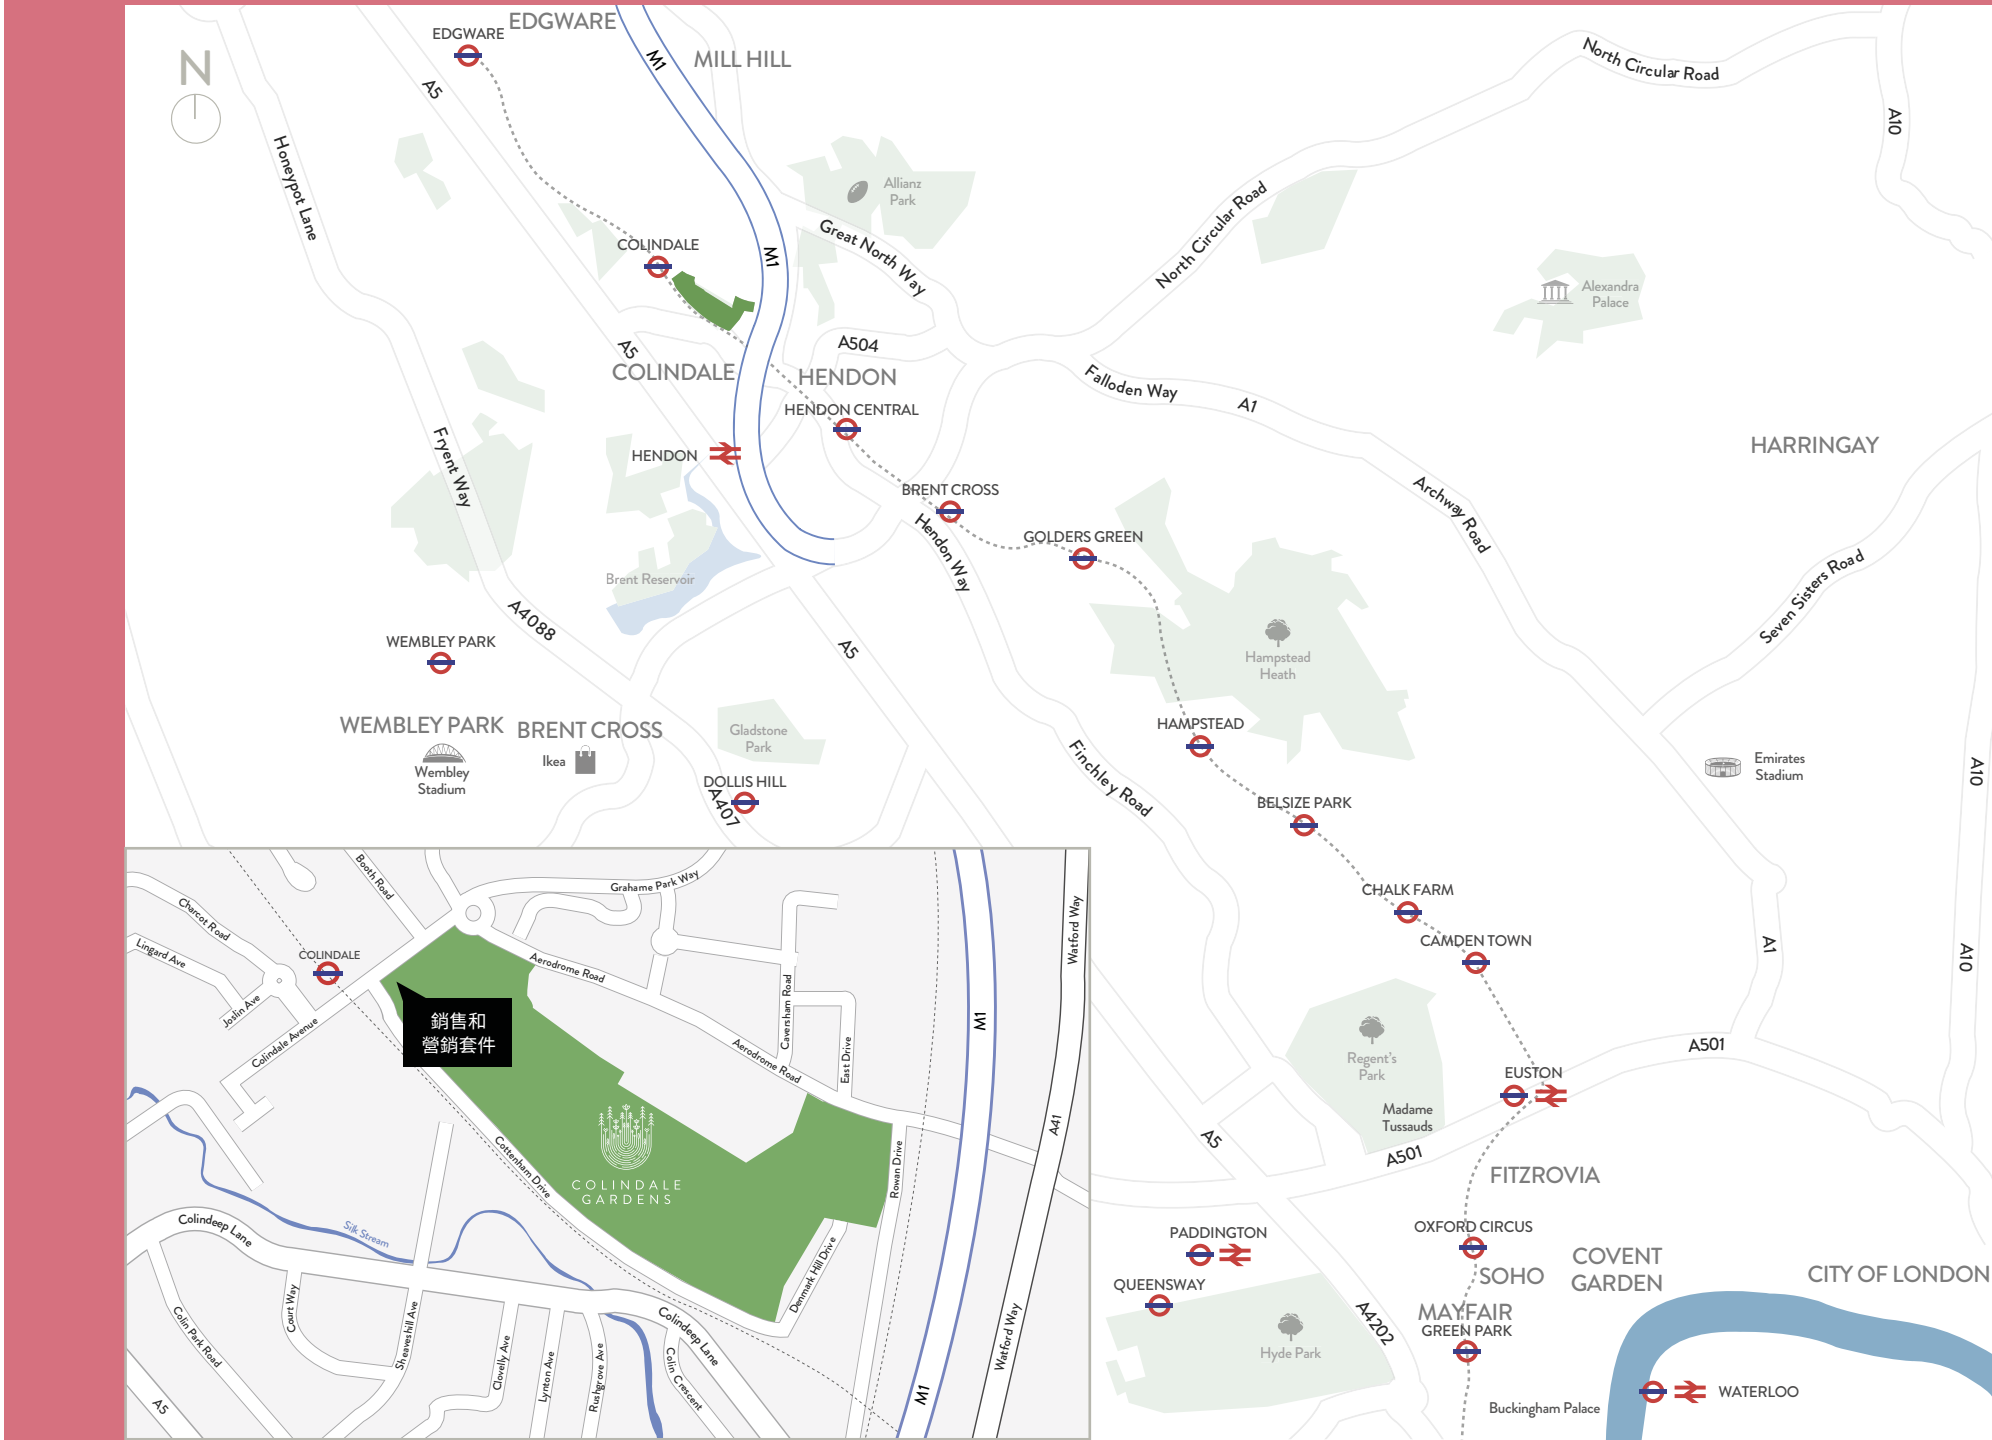 EDGWARE
EDGWARE
N
M1
MILL HILL
A5
North Circular Road
A10
Honeypot Lane
Allianz
Park
North Circular Road
Great North Way
COLINDALE
M1
Alexandra
Palace
A504
A5
COLINDALE
HENDON
Falloden Way
A1
HENDON CENTRAL
HARRINGAY
Fryent Way
HENDON
BRENT CROSS
Archway Road
Hendon Way
GOLDERS GREEN
Brent Reservoir
Seven Sisters Road
A4088
WEMBLEY PARK
A5
Hampstead
Heath
WEMBLEY PARK
BRENT CROSS
Gladstone
Park
HAMPSTEAD
Ikea
Wembley
Stadium
Finchley Road
Emirates
Stadium
A10
DOLLIS HILL
A407
BELSIZE PARK
CHALK FARM
CAMDEN TOWN
A1
A10
Regent's
Park
A501
EUSTON
Madame
Tussauds
A5
A501
FITZROVIA
PADDINGTON
OXFORD CIRCUS
COVENT
GARDEN
SOHO
CITY OF LONDON
QUEENSWAY
MAYFAIR
GREEN PARK
A4202
Hyde Park
WATERLOO
Buckingham Palace
Booth Road
Grahame Park Way
Charcot Road
Watford Way
Lingard Ave
COLINDALE
Aerodrome Road
Joslin Ave
Caversham Road
銷售和
營銷套件
M1
Colindale Avenue
Aerodrome Road
East Drive
A41
Cottenham Drive
COLINDALE
GARDENS
Rowan Drive
Colindeep Lane
Silk Stream
Denmark Hill Drive
Court Way
Colin Park Road
Sheaveshill Ave
Colindeep Lane
Watford Way
Clovelly Ave
Lynton Ave
Rushgrove Ave
Colin Crescent
M1
A5